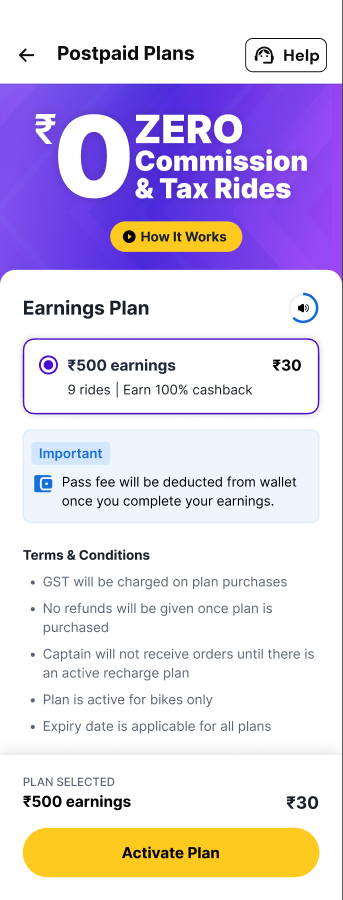 Postpaid Plans
Help
₹0 ZERO
Commission
& Tax Rides
How It Works
Earnings Plan
₹500 earnings ₹30
9 rides | Earn 100% cashback
Important
Pass fee will be deducted from wallet
once you complete your earnings.
Terms & Conditions
• GST will be charged on plan purchases
• No refunds will be given once plan is
purchased
• Captain will not receive orders until there is
an active recharge plan
• Plan is active for bikes only
• Expiry date is applicable for all plans
PLAN SELECTED
₹500 earnings ₹30
Activate Plan